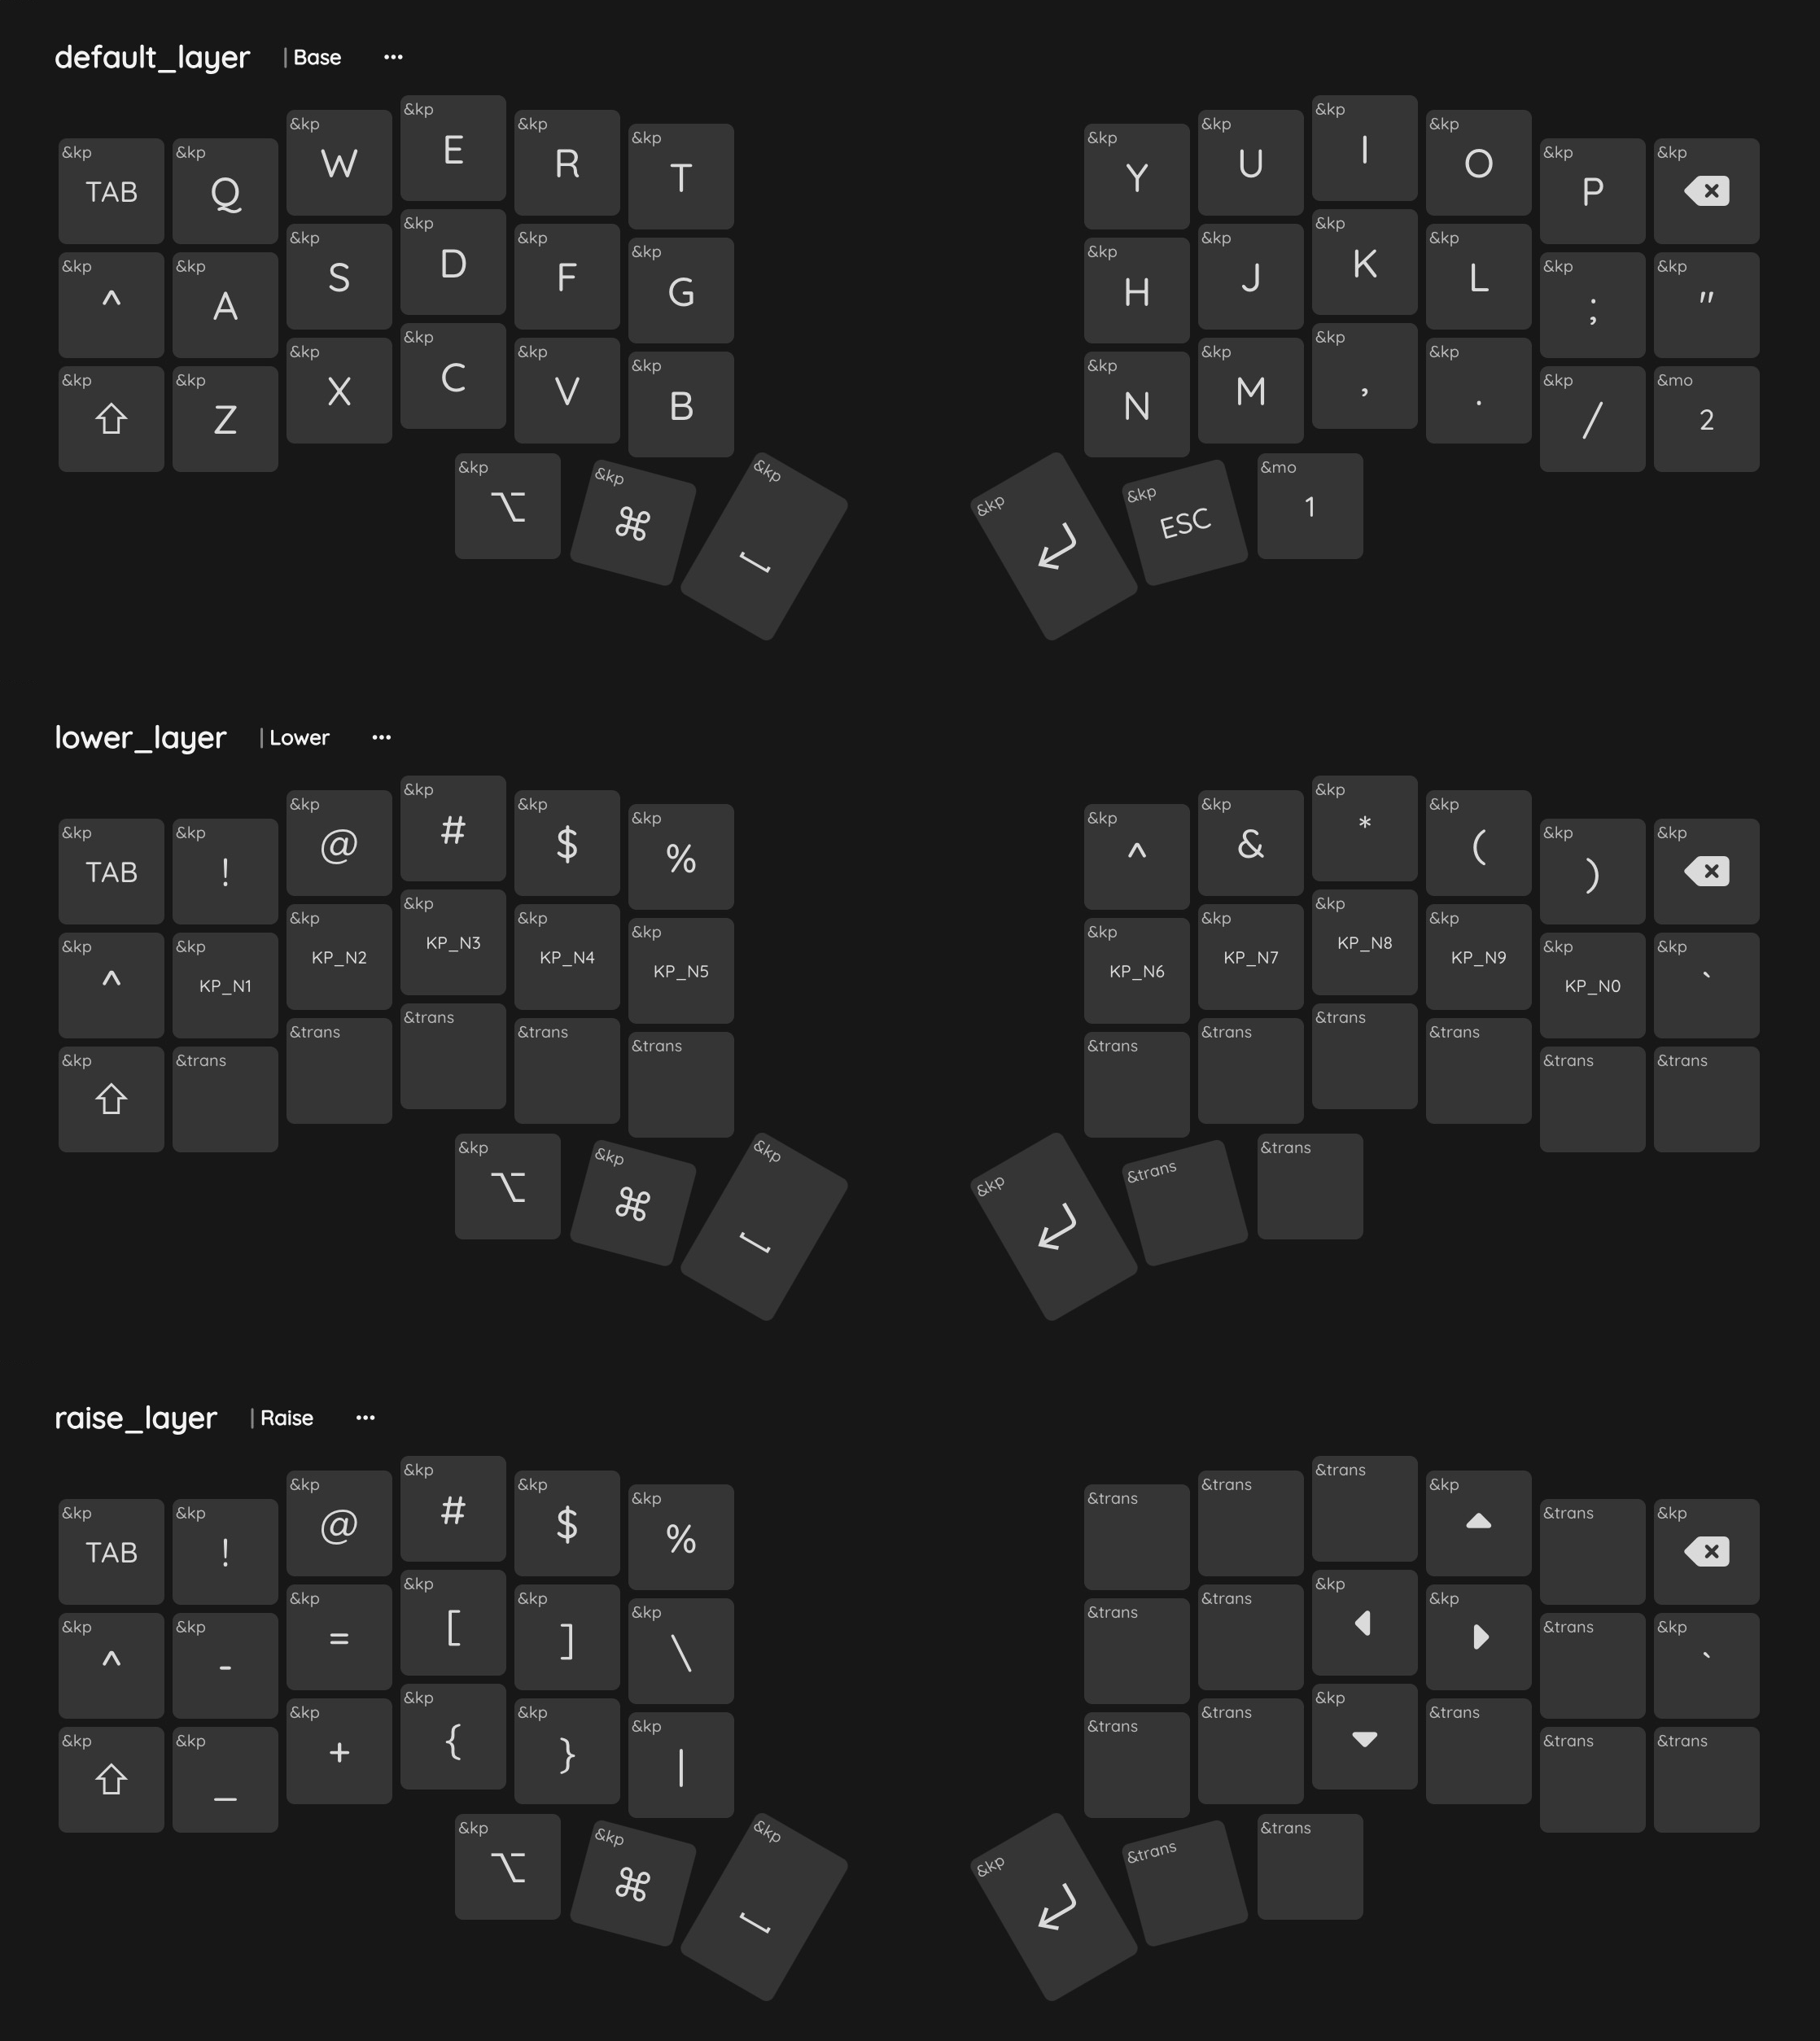 default_layer | Base ...
&kp TAB &kp Q &kp W &kp E &kp R &kp T &kp Y &kp U &kp I &kp O &kp P &kp ⌫
&kp ^ &kp A &kp S &kp D &kp F &kp G &kp H &kp J &kp K &kp L &kp ; &kp "
&kp ⇧ &kp Z &kp X &kp C &kp V &kp B &kp N &kp M &kp , &kp . &kp / &mo 2
&kp ⌥ &kp ⌘ &kp ⎵ &kp ⏎ &kp ESC &mo 1
lower_layer | Lower ...
&kp TAB &kp ! &kp @ &kp # &kp $ &kp % &kp ^ &kp & &kp * &kp ( &kp ) &kp ⌫
&kp ^ &kp KP_N1 &kp KP_N2 &kp KP_N3 &kp KP_N4 &kp KP_N5 &kp KP_N6 &kp KP_N7 &kp KP_N8 &kp KP_N9 &kp KP_N0 &kp `
&kp ⇧ &trans &trans &trans &trans &trans &trans &trans &trans &trans &trans &trans
&kp ⌥ &kp ⌘ &kp ⎵ &kp ⏎ &trans &trans
raise_layer | Raise ...
&kp TAB &kp ! &kp @ &kp # &kp $ &kp % &trans &trans &trans &kp ▲ &trans &kp ⌫
&kp ^ &kp - &kp = &kp [ &kp ] &kp \ &trans &trans &kp ◀ &kp ▶ &trans &kp `
&kp ⇧ &kp _ &kp + &kp { &kp } &kp | &trans &trans &kp ▼ &trans &trans &trans
&kp ⌥ &kp ⌘ &kp ⎵ &kp ⏎ &trans &trans